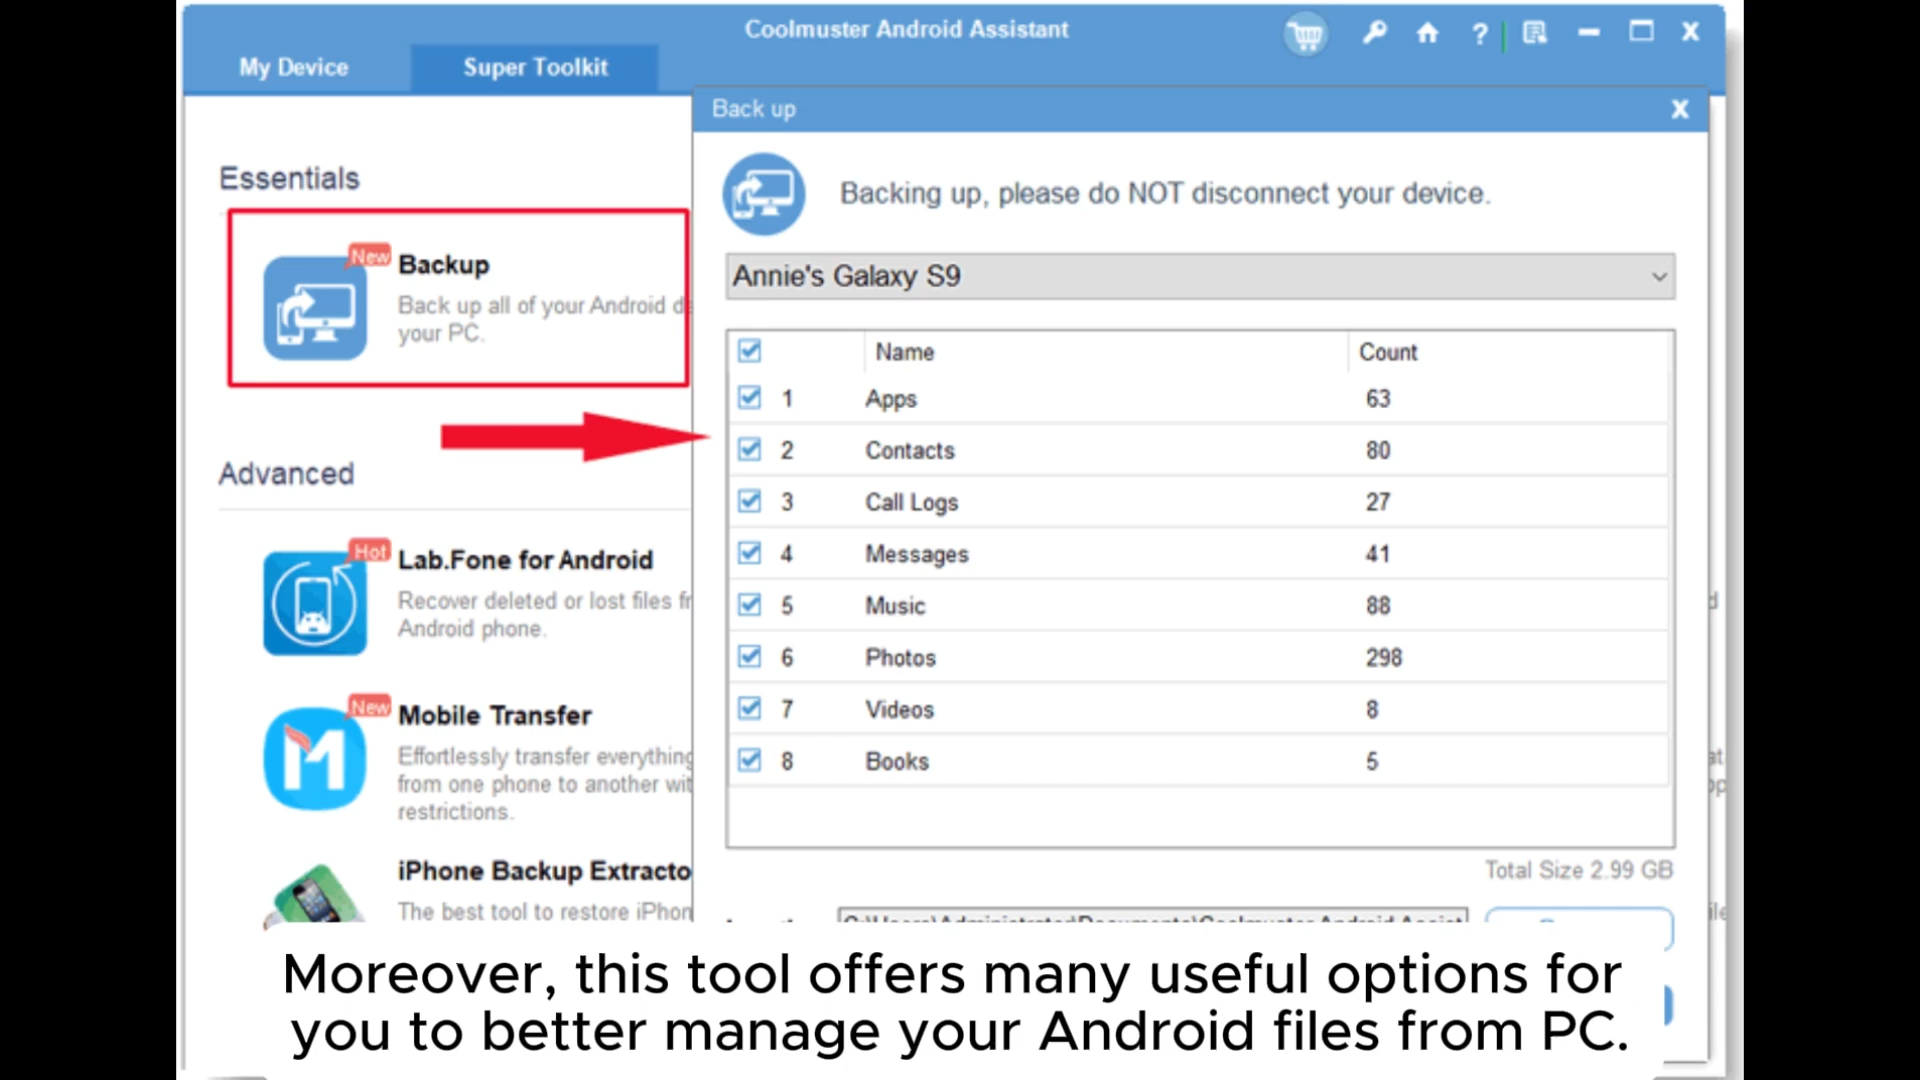 Coolmuster Android Assistant
?
My Device
Super Toolkit
Back up
Essentials
Backing up, please do NOT disconnect your device.
New
Backup
Back up all of your Android
your PC.
Annie's Galaxy S9
Name Count
1 Apps 63
2 Contacts 80
3 Call Logs 27
4 Messages 41
5 Music 88
6 Photos 298
7 Videos 8
8 Books 5
Advanced
Hot
Lab.Fone for Android
Recover deleted or lost files
Android phone.
New
Mobile Transfer
Effortlessly transfer everything
from one phone to another
restrictions.
iPhone Backup
The best tool to restore
Total Size 2.99 GB
Moreover, this tool offers many useful options for
you to better manage your Android files from PC.